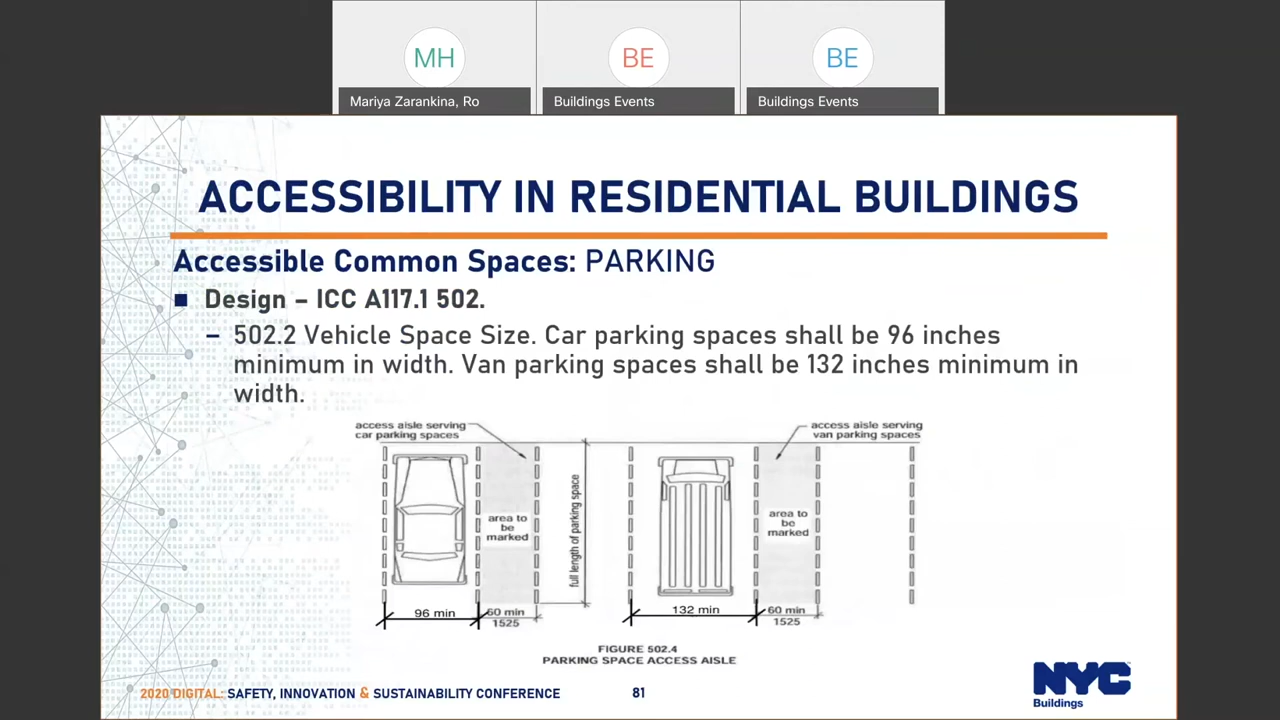 MH
BE
BE
Mariya Zarankina, Ro
Buildings Events
Buildings Events
ACCESSIBILITY IN RESIDENTIAL BUILDINGS
Accessible Common Spaces: PARKING
Design – ICC A117.1 502.
– 502.2 Vehicle Space Size. Car parking spaces shall be 96 inches
minimum in width. Van parking spaces shall be 132 inches minimum in
width.
access aisle serving
car parking spaces
access aisle serving
van parking spaces
area to
be
marked
full length of parking space
area to
be
marked
96 min
60 min
1525
132 min
60 min
1525
FIGURE 502.4
PARKING SPACE ACCESS AISLE
2020 DIGITAL: SAFETY, INNOVATION & SUSTAINABILITY CONFERENCE
81
NYC
Buildings